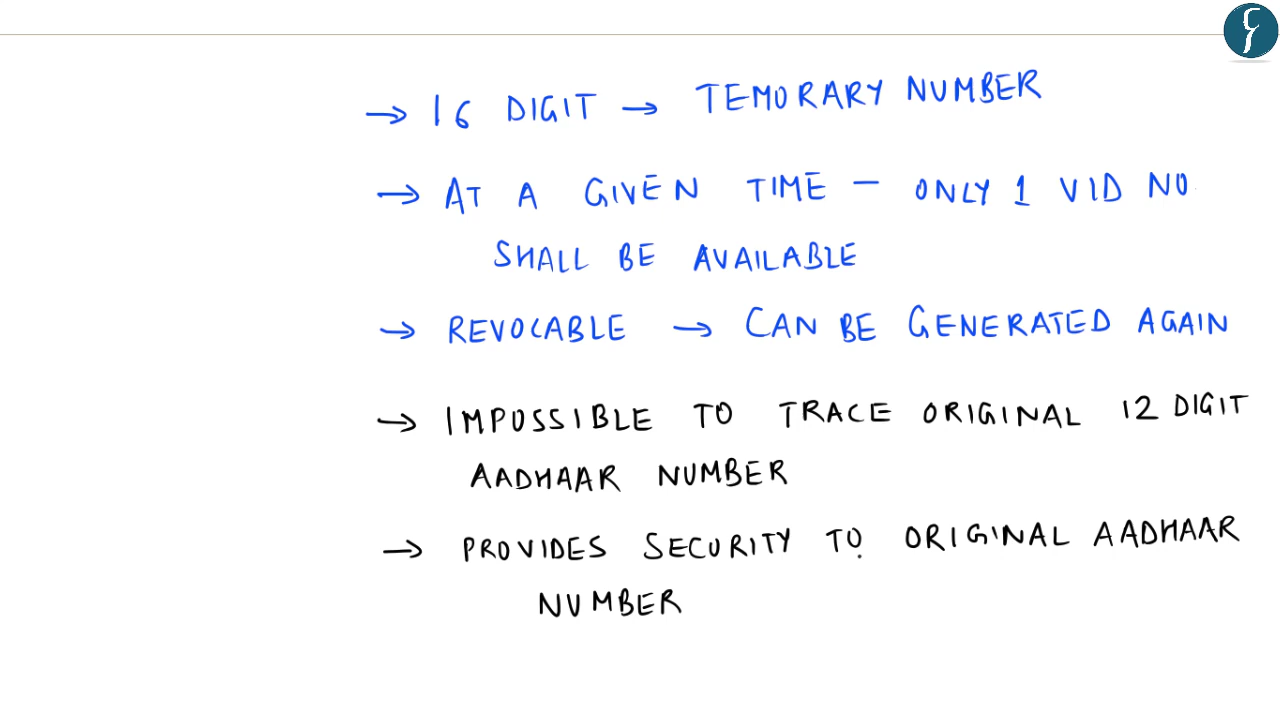 → 16 DIGIT → TEMORARY NUMBER
→ AT A GIVEN TIME – ONLY 1 VID NO
SHALL BE AVAILABLE
→ REVOCABLE → CAN BE GENERATED AGAIN
→ IMPOSSIBLE TO TRACE ORIGINAL 12 DIGIT
AADHAAR NUMBER
→ PROVIDES SECURITY TO ORIGINAL AADHAAR
NUMBER